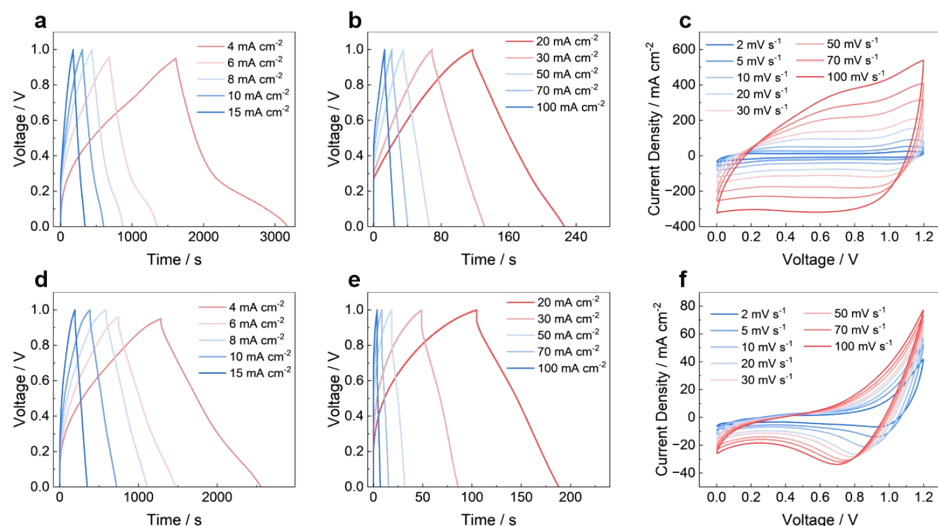 a
1.0
0.8
0.6
0.4
0.2
0.0
Voltage / V
0
1000
2000
3000
Time / s
4 mA cm-2
6 mA cm-2
8 mA cm-2
10 mA cm-2
15 mA cm-2
b
1.0
0.8
0.6
0.4
0.2
0.0
Voltage / V
0
80
160
240
Time / s
20 mA cm-2
30 mA cm-2
50 mA cm-2
70 mA cm-2
100 mA cm-2
c
600
400
200
0
-200
-400
Current Density / mA cm-2
0.0
0.2
0.4
0.6
0.8
1.0
1.2
Voltage / V
2 mV s-1
5 mV s-1
10 mV s-1
20 mV s-1
30 mV s-1
50 mV s-1
70 mV s-1
100 mV s-1
d
1.0
0.8
0.6
0.4
0.2
0.0
Voltage / V
0
1000
2000
Time / s
4 mA cm-2
6 mA cm-2
8 mA cm-2
10 mA cm-2
15 mA cm-2
e
1.0
0.8
0.6
0.4
0.2
0.0
Voltage / V
0
50
100
150
200
Time / s
20 mA cm-2
30 mA cm-2
50 mA cm-2
70 mA cm-2
100 mA cm-2
f
80
60
40
20
0
-20
-40
Current Density / mA cm-2
0.0
0.2
0.4
0.6
0.8
1.0
1.2
Voltage / V
2 mV s-1
5 mV s-1
10 mV s-1
20 mV s-1
30 mV s-1
50 mV s-1
70 mV s-1
100 mV s-1